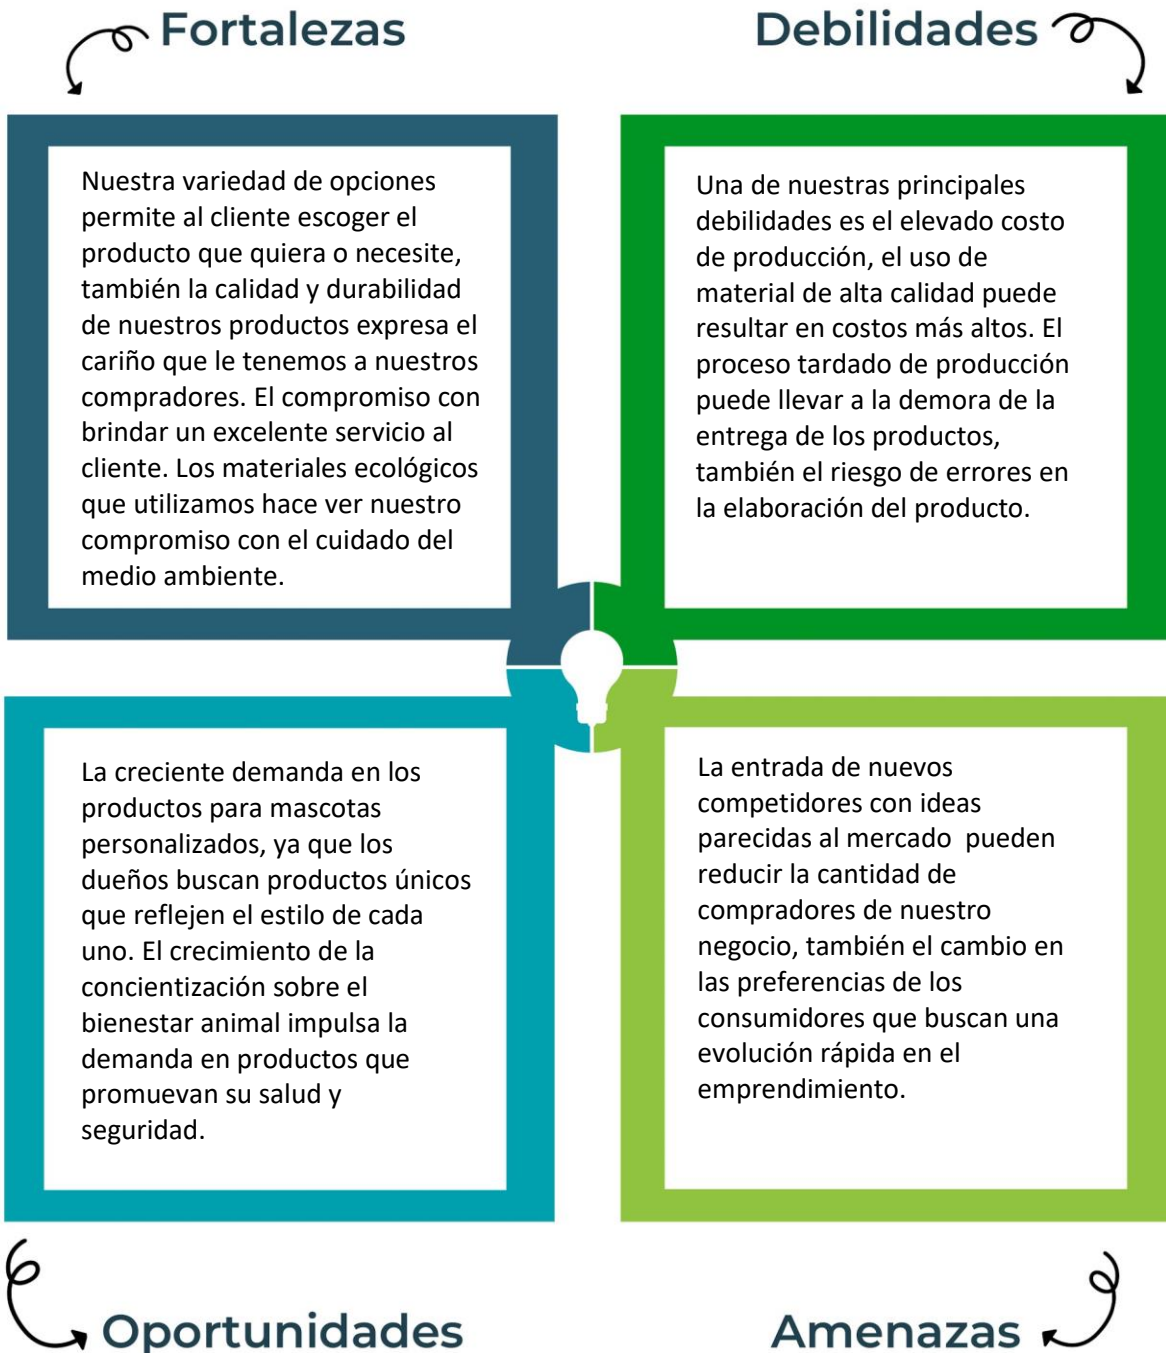 Fortalezas
Nuestra variedad de opciones
permite al cliente escoger el
producto que quiera o necesite,
también la calidad y durabilidad
de nuestros productos expresa el
cariño que le tenemos a nuestros
compradores. El compromiso con
brindar un excelente servicio al
cliente. Los materiales ecológicos
que utilizamos hace ver nuestro
compromiso con el cuidado del
medio ambiente.
Debilidades
Una de nuestras principales
debilidades es el elevado costo
de producción, el uso de
material de alta calidad puede
resultar en costos más altos. El
proceso tardado de producción
puede llevar a la demora de la
entrega de los productos,
también el riesgo de errores en
la elaboración del producto.
La creciente demanda en los
productos para mascotas
personalizados, ya que los
dueños buscan productos únicos
que reflejen el estilo de cada
uno. El crecimiento de la
concientización sobre el
bienestar animal impulsa la
demanda en productos que
promuevan su salud y
seguridad.
Oportunidades
La entrada de nuevos
competidores con ideas
parecidas al mercado  pueden
reducir la cantidad de
compradores de nuestro
negocio, también el cambio en
las preferencias de los
consumidores que buscan una
evolución rápida en el
emprendimiento.
Amenazas